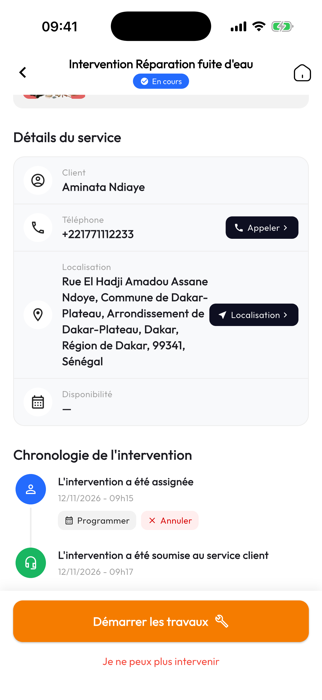 09:41
Intervention Réparation fuite d'eau
En cours
Détails du service
Client
Aminata Ndiaye
Téléphone
+221771112233
Appeler
Localisation
Rue El Hadji Amadou Assane
Ndoye, Commune de Dakar-
Plateau, Arrondissement de
Dakar-Plateau, Dakar,
Région de Dakar, 99341,
Sénégal
Localisation
Disponibilité
—
Chronologie de l'intervention
L'intervention a été assignée
12/11/2026 - 09h15
Programmer
Annuler
L'intervention a été soumise au service client
12/11/2026 - 09h17
Démarrer les travaux
Je ne peux plus intervenir